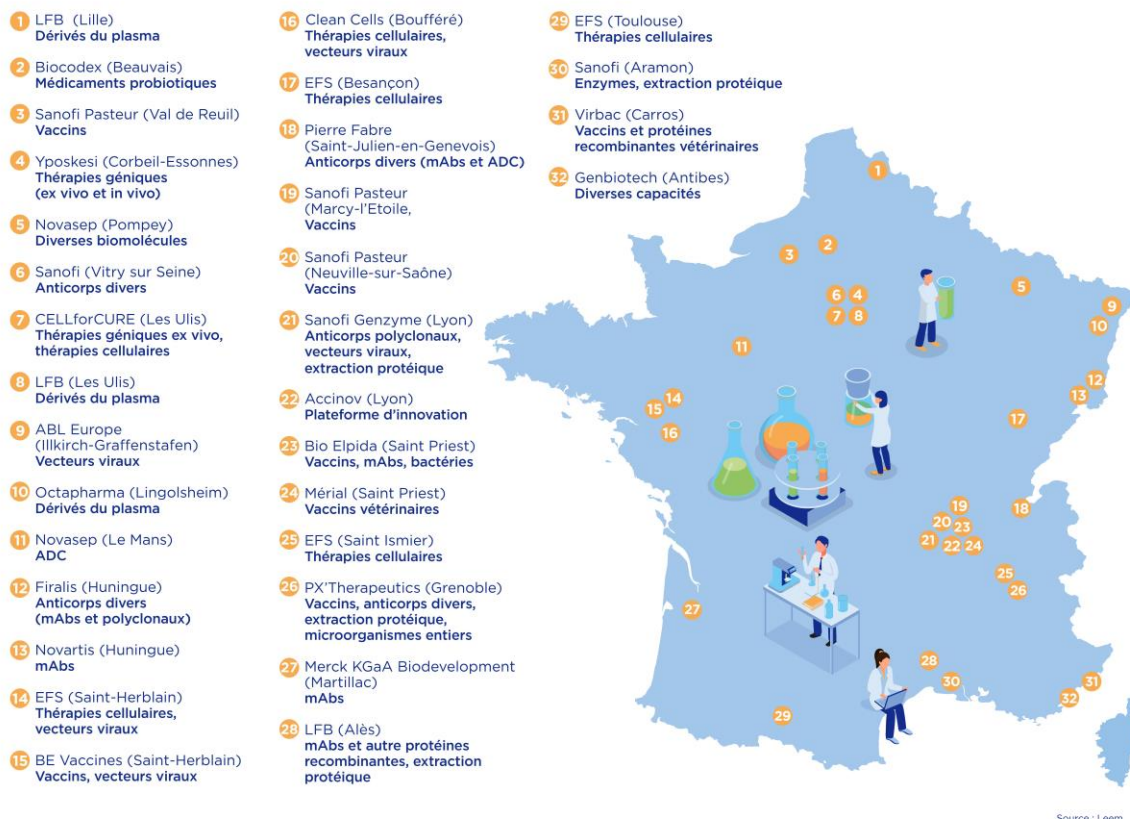 1 LFB (Lille)
Dérivés du plasma
2 Biocodex (Beauvais)
Médicaments probiotiques
3 Sanofi Pasteur (Val de Reuil)
Vaccins
4 Yposkesi (Corbeil-Essonnes)
Thérapies géniques
(ex vivo et in vivo)
5 Novasep (Pompey)
Diverses biomolécules
6 Sanofi (Vitry sur Seine)
Anticorps divers
7 CELLforCURE (Les Ulis)
Thérapies géniques ex vivo,
thérapies cellulaires
8 LFB (Les Ulis)
Dérivés du plasma
9 ABL Europe
(Illkirch-Graffenstafen)
Vecteurs viraux
10 Octapharma (Lingolsheim)
Dérivés du plasma
11 Novasep (Le Mans)
ADC
12 Firalis (Huningue)
Anticorps divers
(mAbs et polyclonaux)
13 Novartis (Huningue)
mAbs
14 EFS (Saint-Herblain)
Thérapies cellulaires,
vecteurs viraux
15 BE Vaccines (Saint-Herblain)
Vaccins, vecteurs viraux
16 Clean Cells (Boufféré)
Thérapies cellulaires,
vecteurs viraux
17 EFS (Besançon)
Thérapies cellulaires
18 Pierre Fabre
(Saint-Julien-en-Genevois)
Anticorps divers (mAbs et ADC)
19 Sanofi Pasteur
(Marcy-l'Etoile,
Vaccins
20 Sanofi Pasteur
(Neuville-sur-Saône)
Vaccins
21 Sanofi Genzyme (Lyon)
Anticorps polyclonaux,
vecteurs viraux,
extraction protéique
22 Accinov (Lyon)
Plateforme d'innovation
23 Bio Elpida (Saint Priest)
Vaccins, mAbs, bactéries
24 Mérial (Saint Priest)
Vaccins vétérinaires
25 EFS (Saint Ismier)
Thérapies cellulaires
26 PX'Therapeutics (Grenoble)
Vaccins, anticorps divers,
extraction protéique,
microorganismes entiers
27 Merck KGaA Biodevelopment
(Martillac)
mAbs
28 LFB (Alès)
mAbs et autre protéines
recombinantes, extraction
protéique
29 EFS (Toulouse)
Thérapies cellulaires
30 Sanofi (Aramon)
Enzymes, extraction protéique
31 Virbac (Carros)
Vaccins et protéines
recombinantes vétérinaires
32 Genbiotech (Antibes)
Diverses capacités
1
2
3
5
6 4
7 8
9
10
11
12
13
14
15
16
17
18
19
20 23
21 22 24
25
26
27
28
30
31
32
29
Source : Leem